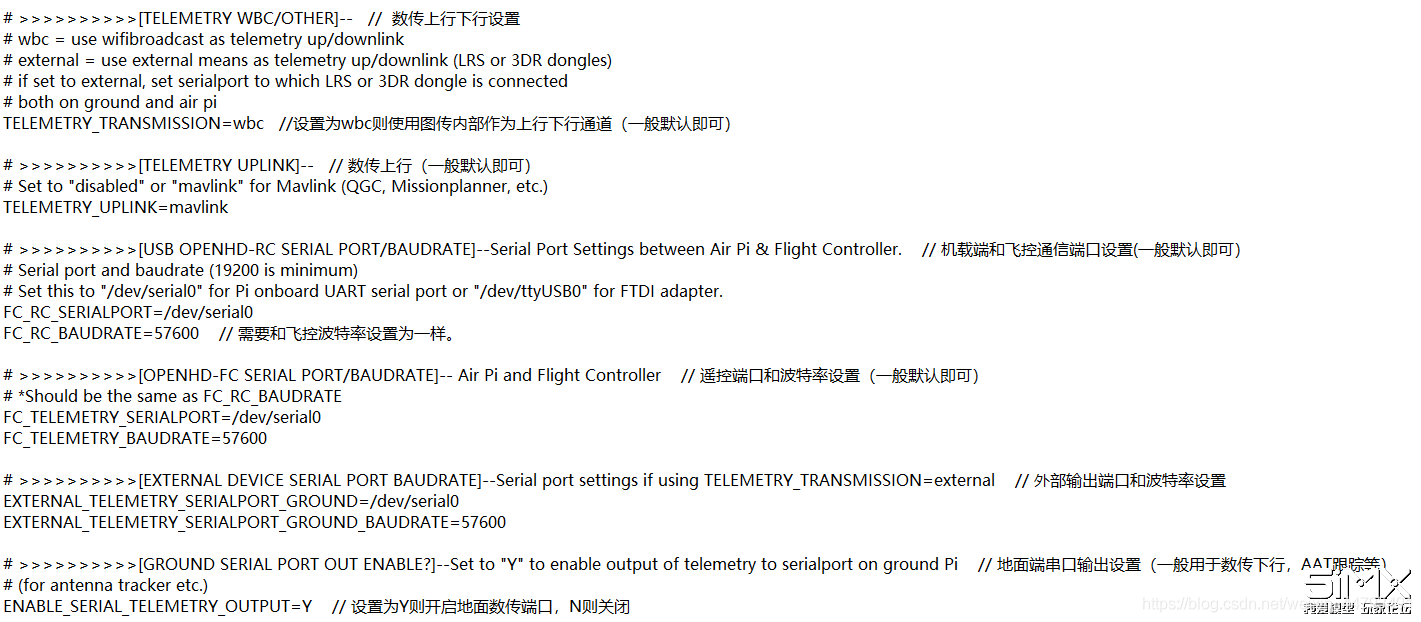 # >>>>>>>>>>[TELEMETRY WBC/OTHER]-- // 数传上行下行设置
# wbc = use wifibroadcast as telemetry up/downlink
# external = use external means as telemetry up/downlink (LRS or 3DR dongles)
# if set to external, set serialport to which LRS or 3DR dongle is connected
# both on ground and air pi
TELEMETRY_TRANSMISSION=wbc //设置为wbc则使用图传内部作为上行下行通道（一般默认即可）
# >>>>>>>>>>[TELEMETRY UPLINK]-- // 数传上行（一般默认即可）
# Set to "disabled" or "mavlink" for Mavlink (QGC, Missionplanner, etc.)
TELEMETRY_UPLINK=mavlink
# >>>>>>>>>>[USB OPENHD-RC SERIAL PORT/BAUDRATE]--Serial Port Settings between Air Pi & Flight Controller. // 机载端和飞控通信端口设置(一般默认即可）
# Serial port and baudrate (19200 is minimum)
# Set this to "/dev/serial0" for Pi onboard UART serial port or "/dev/ttyUSB0" for FTDI adapter.
FC_RC_SERIALPORT=/dev/serial0
FC_RC_BAUDRATE=57600 // 需要和飞控波特率设置为一样。
# >>>>>>>>>>[OPENHD-FC SERIAL PORT/BAUDRATE]-- Air Pi and Flight Controller // 遥控端口和波特率设置（一般默认即可）
# *Should be the same as FC_RC_BAUDRATE
FC_TELEMETRY_SERIALPORT=/dev/serial0
FC_TELEMETRY_BAUDRATE=57600
# >>>>>>>>>>[EXTERNAL DEVICE SERIAL PORT BAUDRATE]--Serial port settings if using TELEMETRY_TRANSMISSION=external // 外部输出端口和波特率设置
EXTERNAL_TELEMETRY_SERIALPORT_GROUND=/dev/serial0
EXTERNAL_TELEMETRY_SERIALPORT_GROUND_BAUDRATE=57600
# >>>>>>>>>>[GROUND SERIAL PORT OUT ENABLE?]--Set to "Y" to enable output of telemetry to serialport on ground Pi // 地面端串口输出设置（一般用于数传下行，AAT跟踪等）
# (for antenna tracker etc.)
ENABLE_SERIAL_TELEMETRY_OUTPUT=Y // 设置为Y则开启地面数传端口，N则关闭
5iMX
我爱模型 玩家论坛